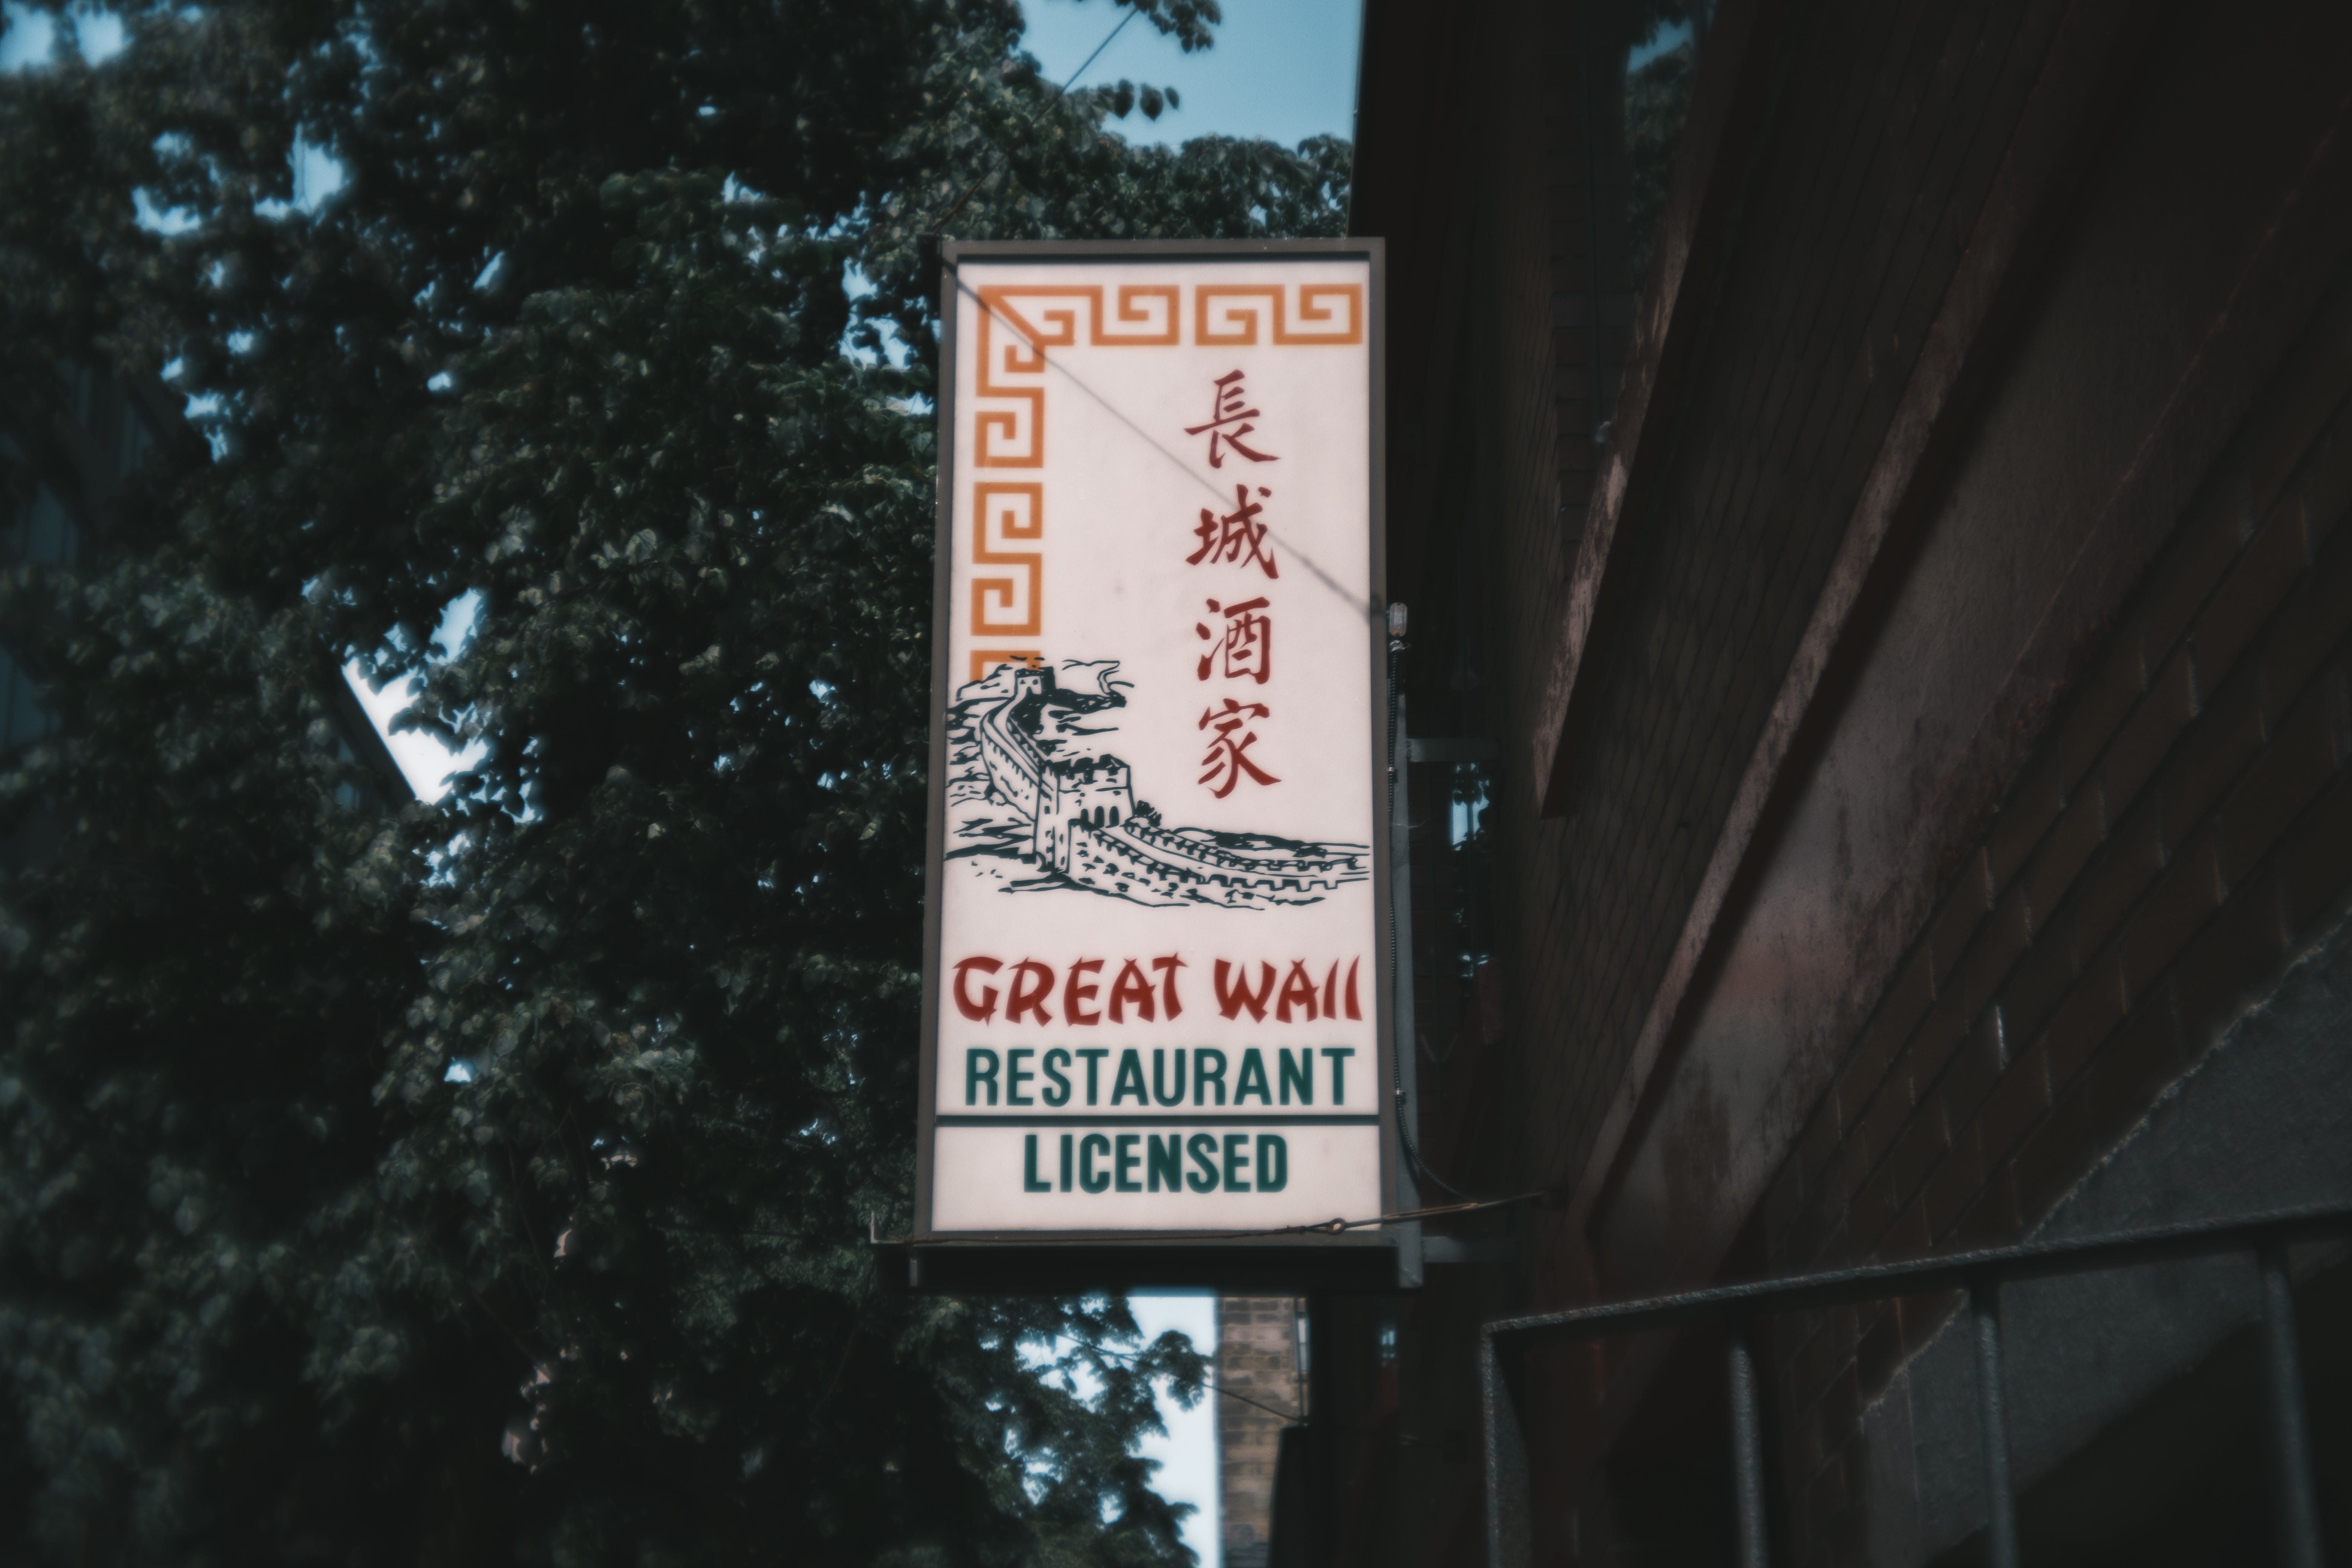 長城酒家
GREAT WAll
RESTAURANT
LICENSED